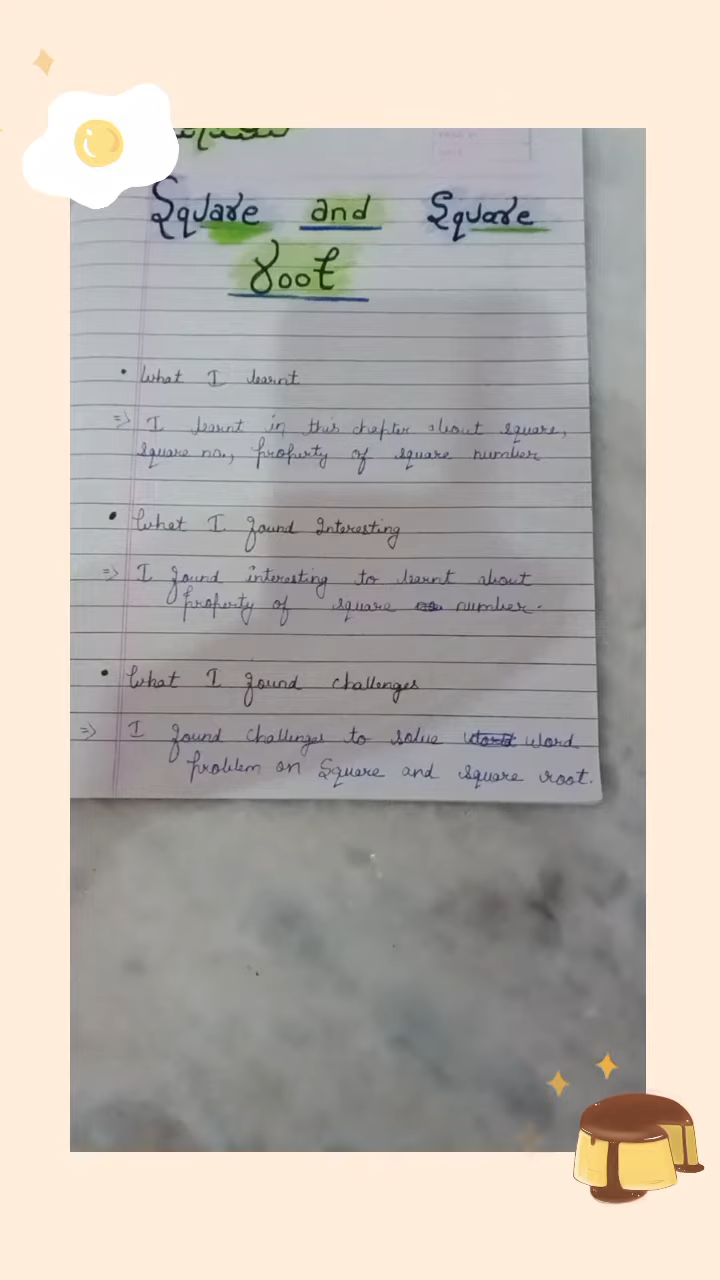 Square and Square
root
• What I learnt
=> I learnt in this chapter about square,
square no., property of square number
• What I found Interesting
=> I found interesting to learnt about
property of square number.
• What I found challenges
=> I found challenges to solve word
problem on Square and square root.